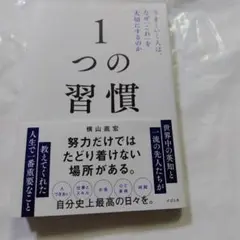 うまくいく人は、
なぜ「これ」を
大切にするのか
1
つの
習慣
横山直宏
努力だけでは
たどり着けない
場所がある。
世界中の英知と
一流の先人たちが
教えてくれた
人生で一番重要なこと
自分史上最高の日々を。